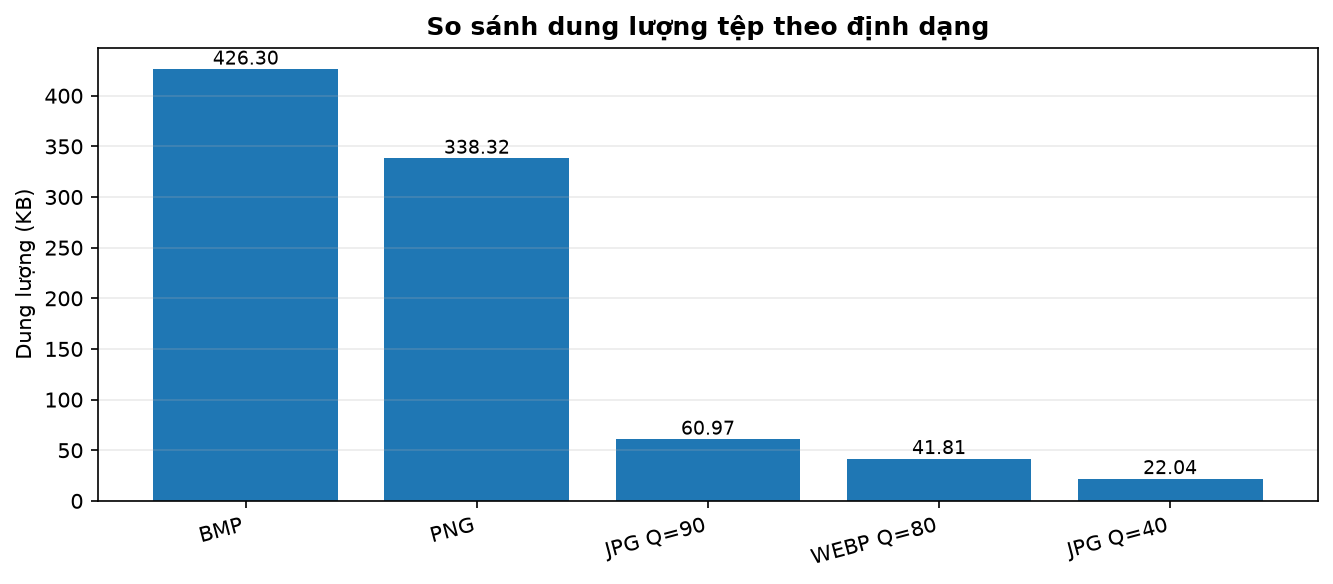 So sánh dung lượng tệp theo định dạng
Dung lượng (KB)
400
350
300
250
200
150
100
50
0
426.30
338.32
60.97
41.81
22.04
BMP
PNG
JPG Q=90
WEBP Q=80
JPG Q=40